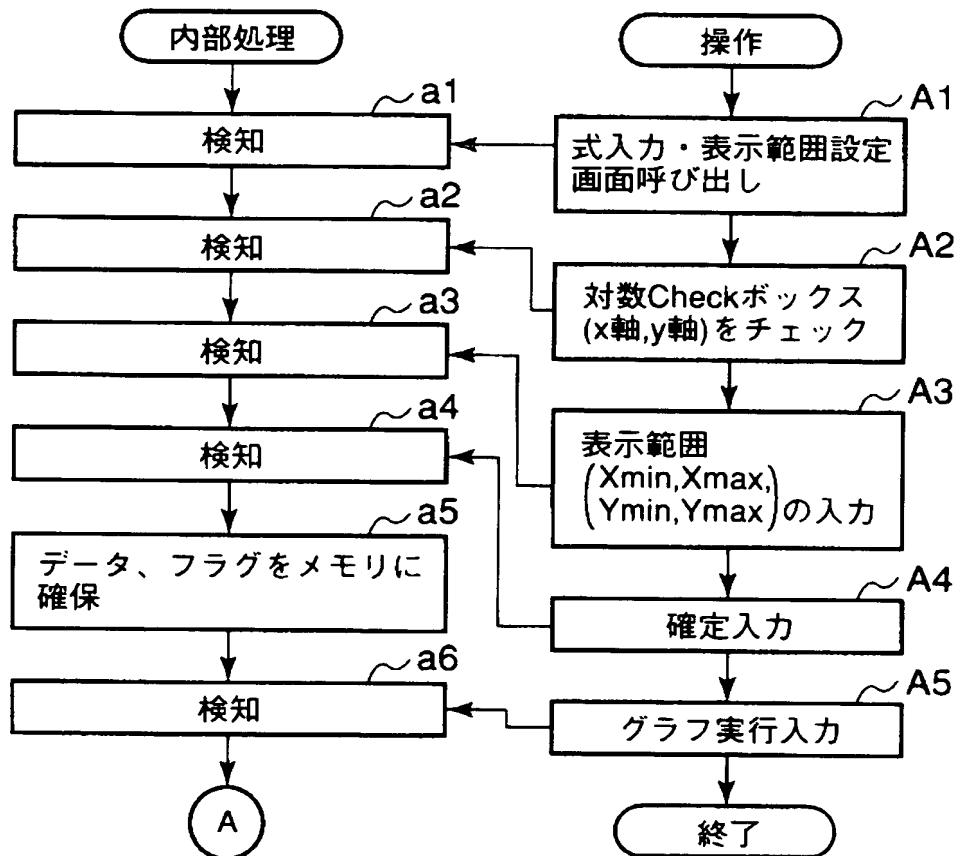 内部処理
a1
検知
a2
検知
a3
検知
a4
検知
a5
データ、フラグをメモリに
確保
a6
検知
A
操作
A1
式入力・表示範囲設定
画面呼び出し
A2
対数Checkボックス
(x軸,y軸)をチェック
A3
表示範囲
(Xmin,Xmax,
Ymin,Ymax)の入力
A4
確定入力
A5
グラフ実行入力
終了